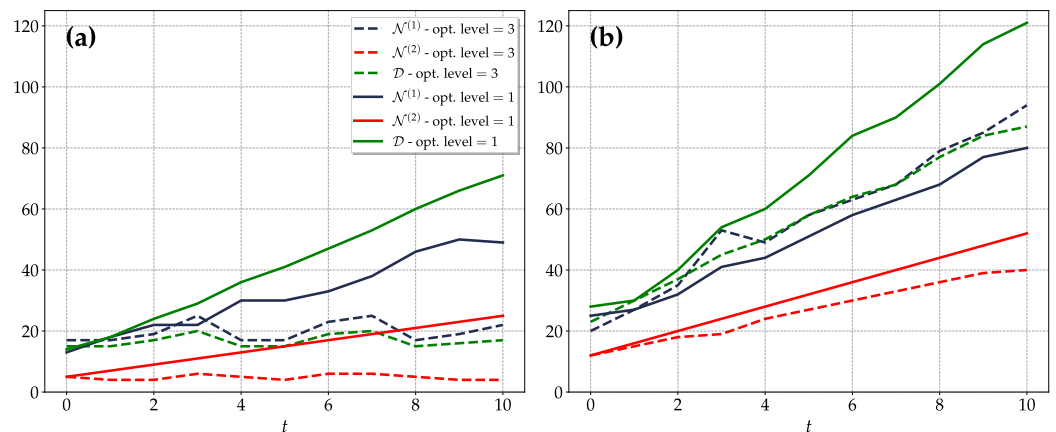 (a)
𝒩⁽¹⁾ - opt. level = 3
𝒩⁽²⁾ - opt. level = 3
𝒟 - opt. level = 3
𝒩⁽¹⁾ - opt. level = 1
𝒩⁽²⁾ - opt. level = 1
𝒟 - opt. level = 1
120
100
80
60
40
20
0
0 2 4 6 8 10
t
(b)
120
100
80
60
40
20
0
0 2 4 6 8 10
t